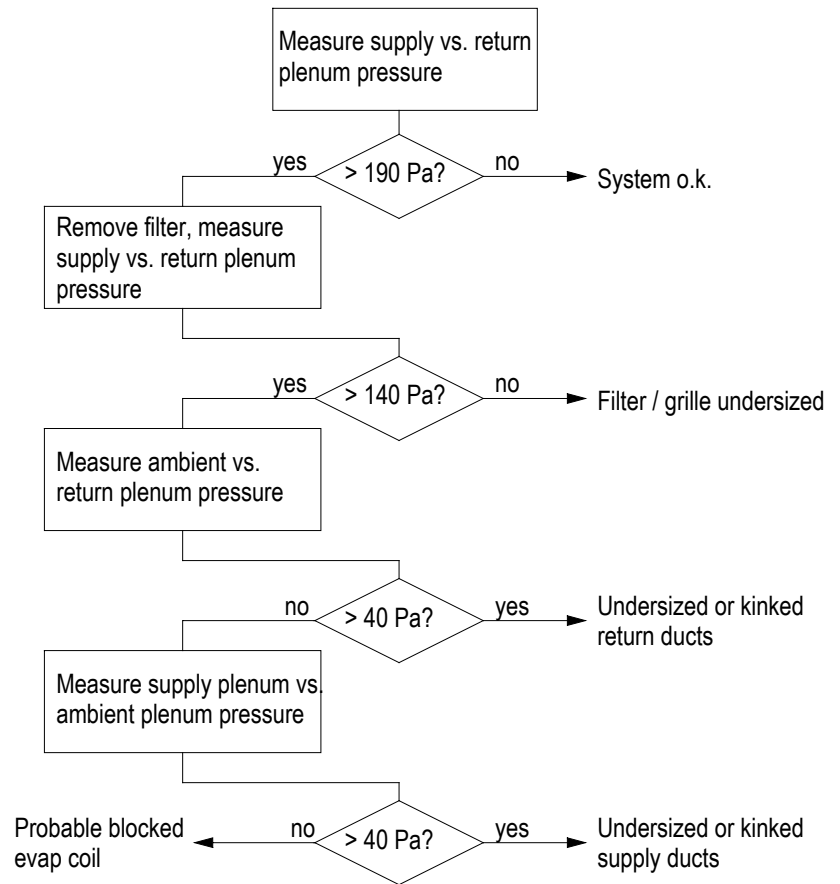 Measure supply vs. return
plenum pressure
yes
> 190 Pa?
no
System o.k.
Remove filter, measure
supply vs. return plenum
pressure
yes
> 140 Pa?
no
Filter / grille undersized
Measure ambient vs.
return plenum pressure
no
> 40 Pa?
yes
Undersized or kinked
return ducts
Measure supply plenum vs.
ambient plenum pressure
Probable blocked
evap coil
no
> 40 Pa?
yes
Undersized or kinked
supply ducts